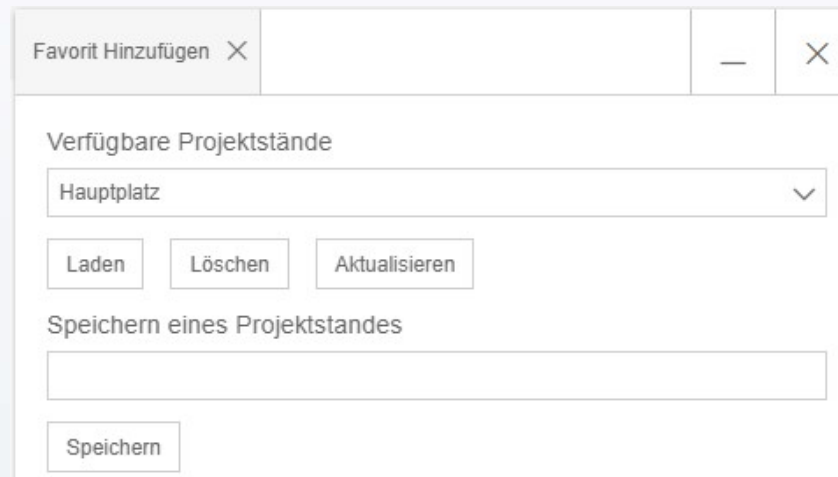 Favorit Hinzufügen
Verfügbare Projektstände
Hauptplatz
Laden Löschen Aktualisieren
Speichern eines Projektstandes
Speichern